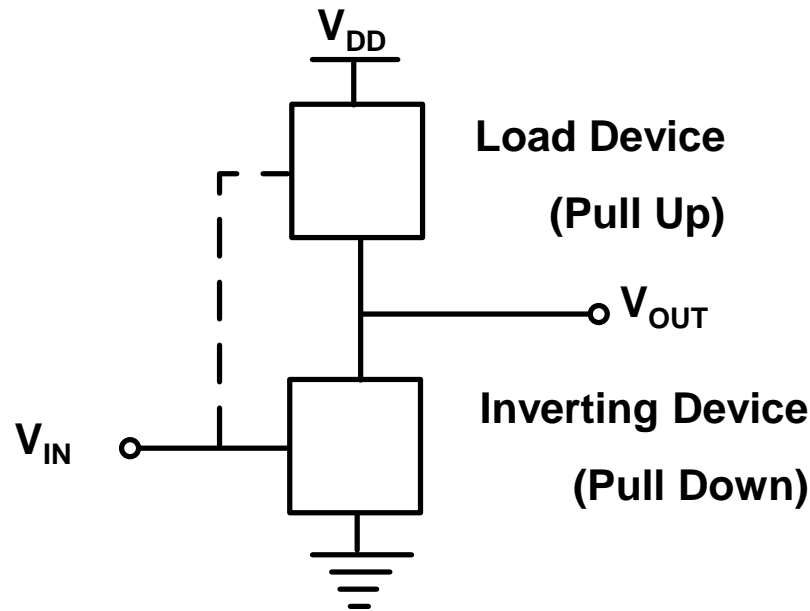 VDD
Load Device
(Pull Up)
VOUT
Inverting Device
VIN
(Pull Down)